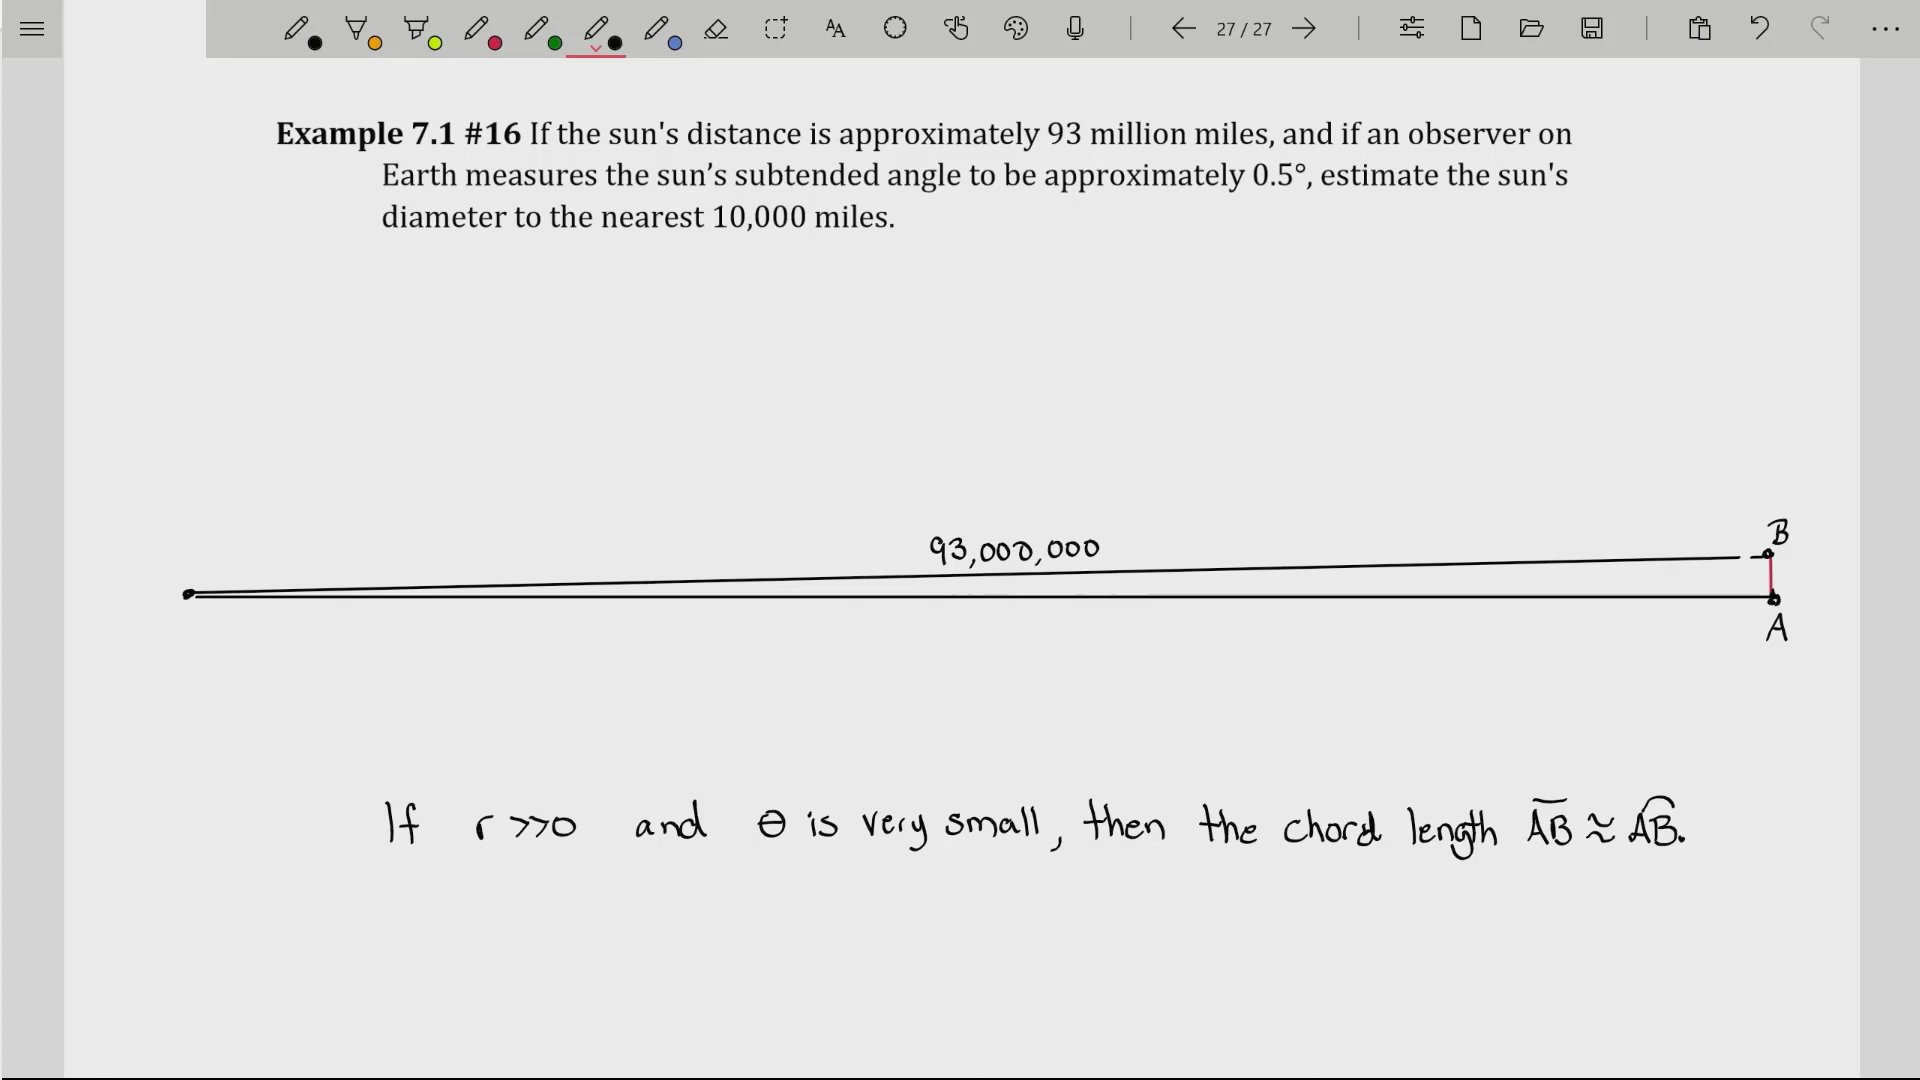 27 / 27
Example 7.1 #16 If the sun's distance is approximately 93 million miles, and if an observer on
Earth measures the sun’s subtended angle to be approximately 0.5°, estimate the sun's
diameter to the nearest 10,000 miles.
93,000,000
B
A
If r >>0 and θ is very small, then the chord length A̅B̅ ≈ A͡B.